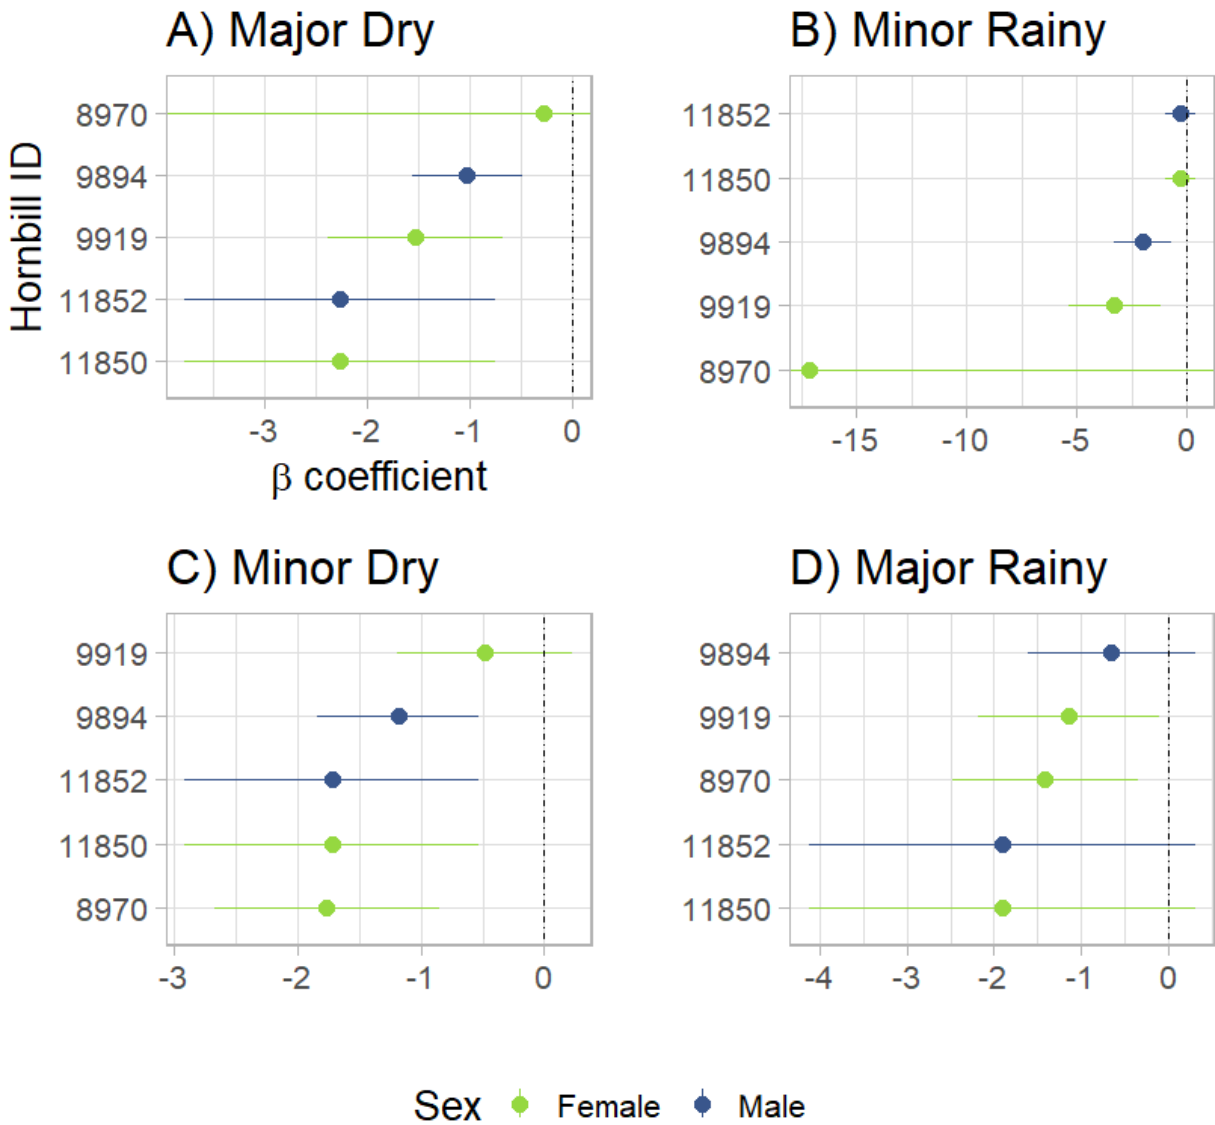 A) Major Dry
Hornbill ID
8970
9894
9919
11852
11850
-3 -2 -1 0
β coefficient
B) Minor Rainy
11852
11850
9894
9919
8970
-15 -10 -5 0
C) Minor Dry
9919
9894
11852
11850
8970
-3 -2 -1 0
D) Major Rainy
9894
9919
8970
11852
11850
-4 -3 -2 -1 0
Sex Female Male